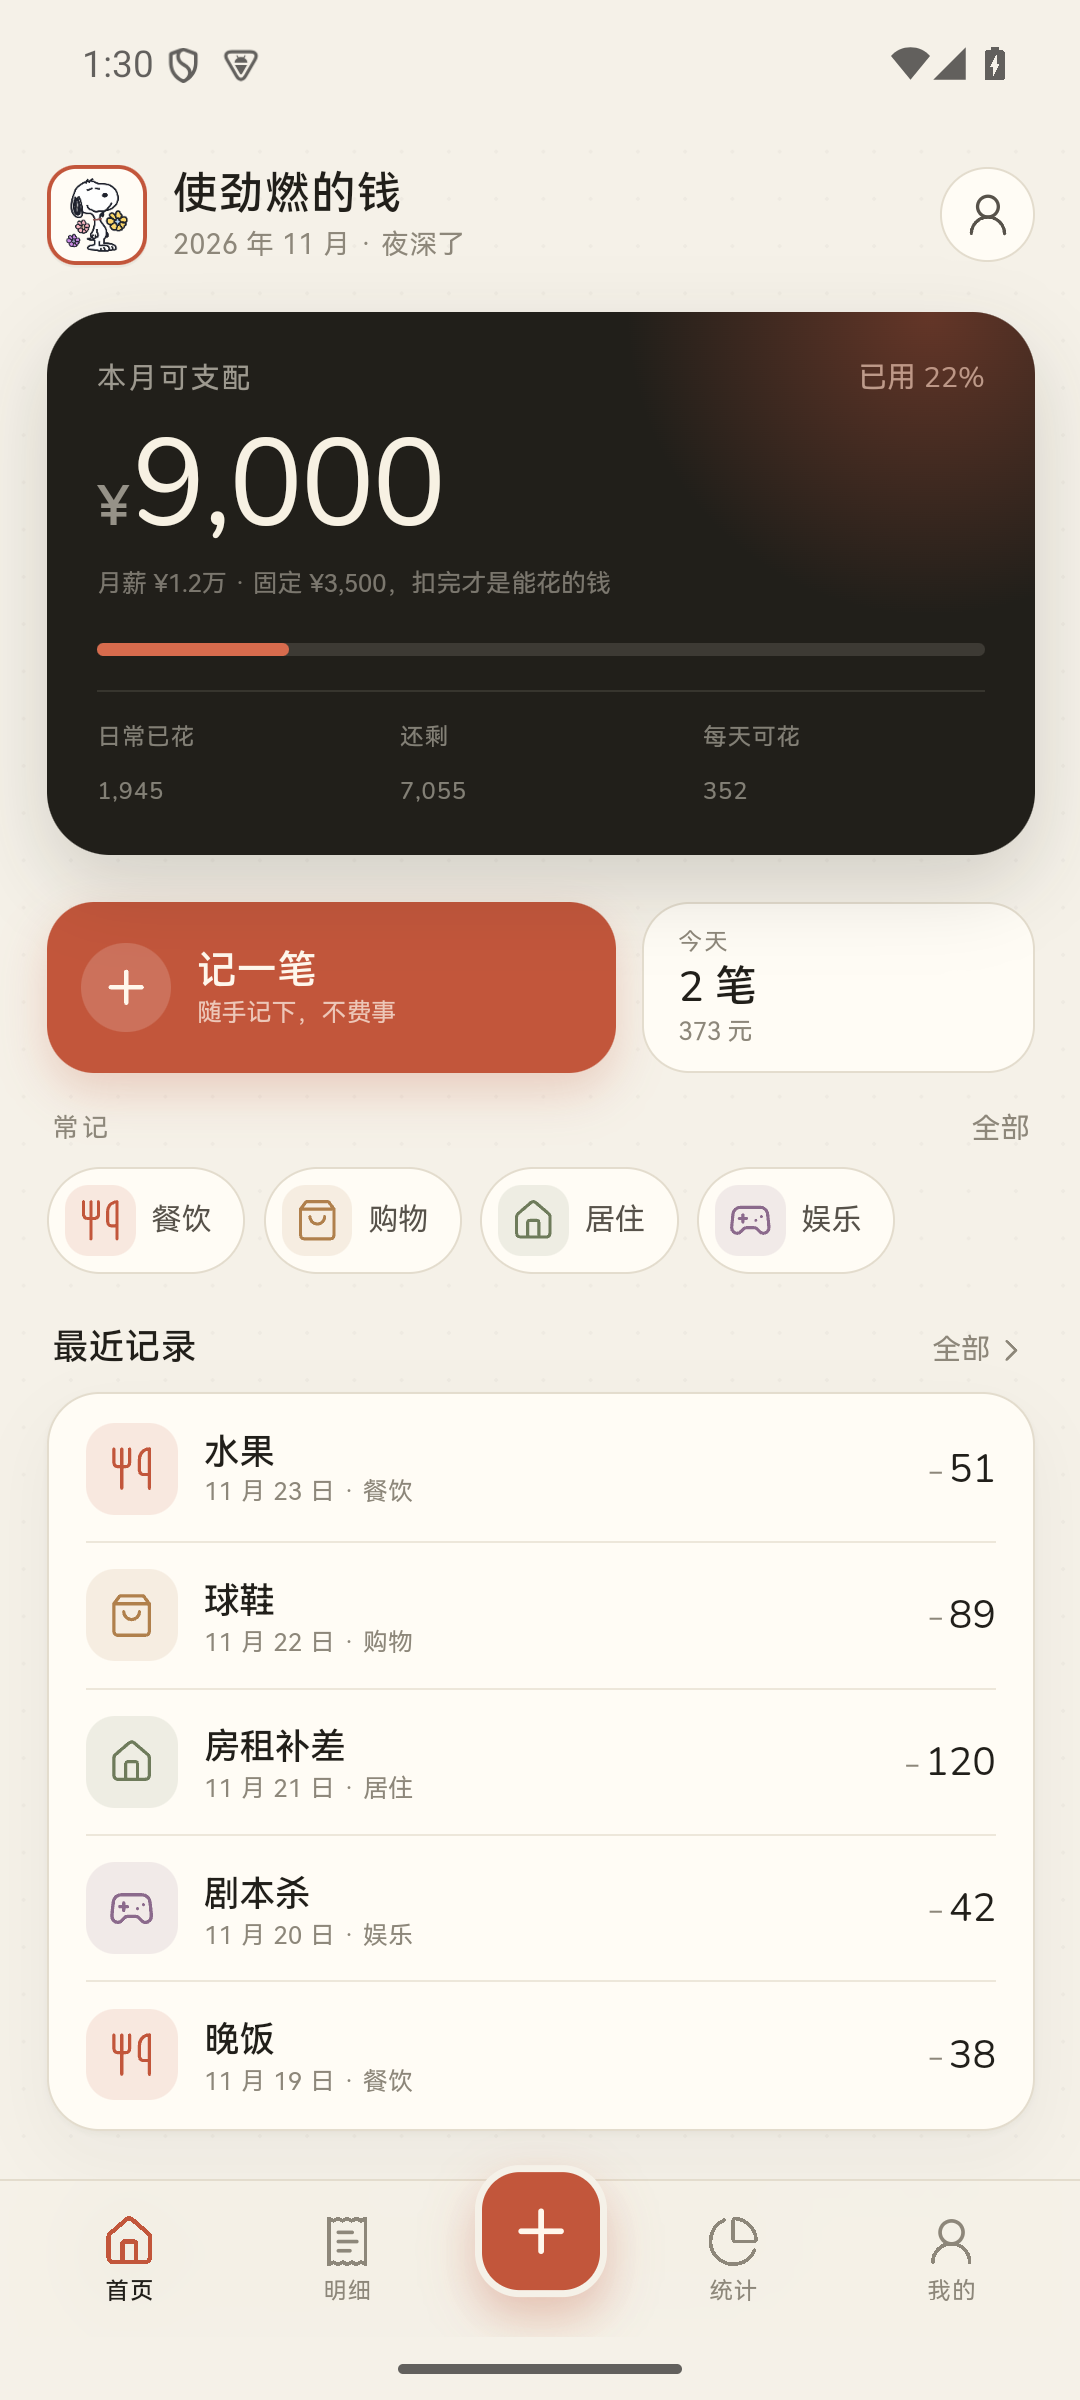 1:30
使劲燃的钱
2026 年 11 月 · 夜深了
本月可支配
已用 22%
¥9,000
月薪 ¥1.2万 · 固定 ¥3,500，扣完才是能花的钱
日常已花 还剩 每天可花
1,945 7,055 352
记一笔
随手记下，不费事
今天
2 笔
373 元
常记
全部
餐饮 购物 居住 娱乐
最近记录
全部
水果
11 月 23 日 · 餐饮
-51
球鞋
11 月 22 日 · 购物
-89
房租补差
11 月 21 日 · 居住
-120
剧本杀
11 月 20 日 · 娱乐
-42
晚饭
11 月 19 日 · 餐饮
-38
首页 明细 统计 我的